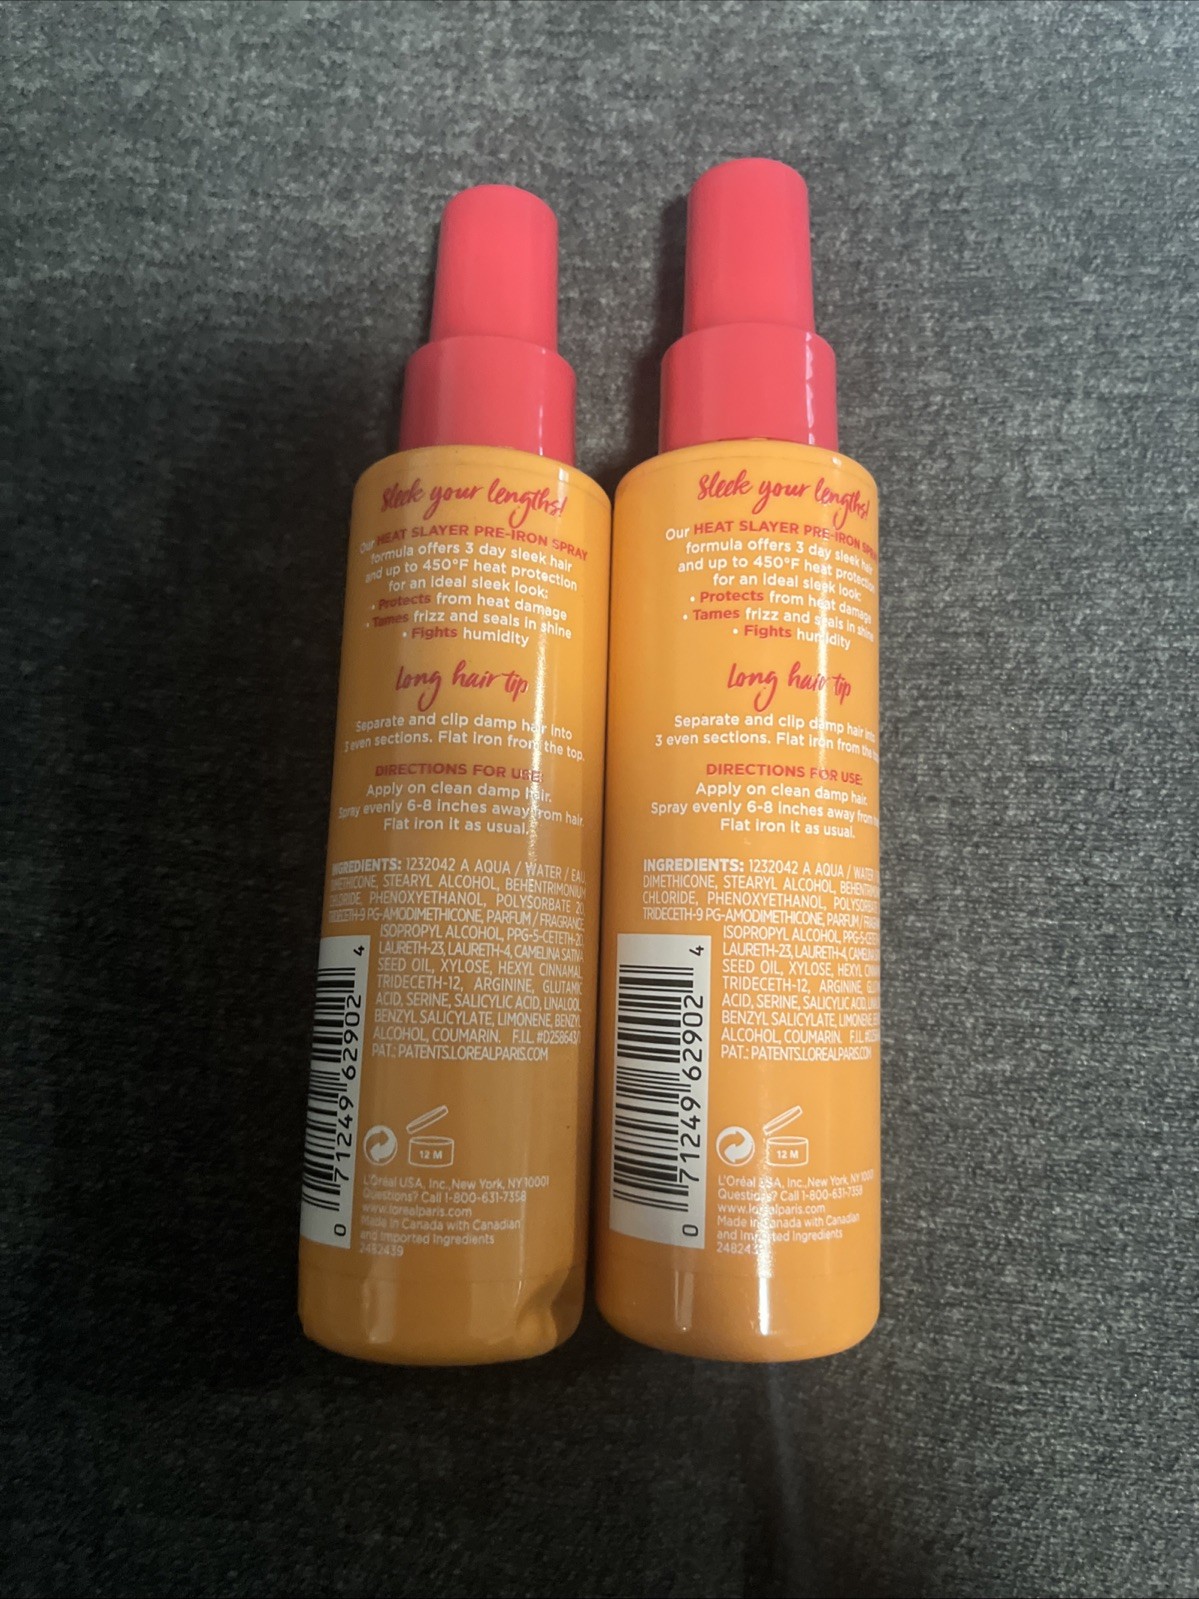 Sleek your lengths!
Our HEAT SLAYER PRE-IRON SPRAY
formula offers 3 day sleek hair
and up to 450°F heat protection
for an ideal sleek look:
• Protects from heat damage
• Tames frizz and seals in shine
• Fights humidity
Long hair tip
Separate and clip damp hair into
3 even sections. Flat iron from the top.
DIRECTIONS FOR USE:
Apply on clean damp hair.
Spray evenly 6-8 inches away from hair.
Flat iron it as usual.
INGREDIENTS: 1232042 A AQUA / WATER / EAU,
DIMETHICONE, STEARYL ALCOHOL, BEHENTRIMONIUM
CHLORIDE, PHENOXYETHANOL, POLYSORBATE 20,
TRIDECETH-9 PG-AMODIMETHICONE, PARFUM / FRAGRANCE,
ISOPROPYL ALCOHOL, PPG-5-CETETH-20,
LAURETH-23, LAURETH-4, CAMELINA SATIVA
SEED OIL, XYLOSE, HEXYL CINNAMAL,
TRIDECETH-12, ARGININE, GLUTAMIC
ACID, SERINE, SALICYLIC ACID, LINALOOL,
BENZYL SALICYLATE, LIMONENE, BENZYL
ALCOHOL, COUMARIN. F.I.L. #D258643/1
PAT.: PATENTS.LOREALPARIS.COM
0 71249 62902 4
12 M
L'Oréal USA, Inc., New York, NY 10001
Questions? Call 1-800-631-7358
www.lorealparis.com
Made in Canada with Canadian
and Imported Ingredients
2482439
Sleek your lengths!
Our HEAT SLAYER PRE-IRON
formula offers 3 day sleek hair
and up to 450°F heat protection
for an ideal sleek look:
• Protects from heat damage
• Tames frizz and seals in shine
• Fights humidity
Long hair tip
Separate and clip damp hair into
3 even sections. Flat iron from the
DIRECTIONS FOR USE:
Apply on clean damp hair.
Spray evenly 6-8 inches away from
Flat iron it as usual.
INGREDIENTS: 1232042 A AQUA / WATER
DIMETHICONE, STEARYL ALCOHOL,
CHLORIDE, PHENOXYETHANOL, POLYSORBATE
TRIDECETH-9 PG-AMODIMETHICONE, PARFUM /
ISOPROPYL ALCOHOL,
LAURETH-23, LAURETH-4,
SEED OIL, XYLOSE, HEXYL
TRIDECETH-12, ARGININE,
ACID, SERINE, SALICYLIC ACID,
BENZYL SALICYLATE, LIMONENE,
ALCOHOL, COUMARIN. F.I.L.
PAT.: PATENTS.LOREALPARIS.COM
0 71249 62902 4
12 M
L'Oréal USA, Inc., New York, NY 10001
Questions? Call 1-800-631-7358
www.lorealparis.com
Made in Canada with Canadian
and Imported Ingredients